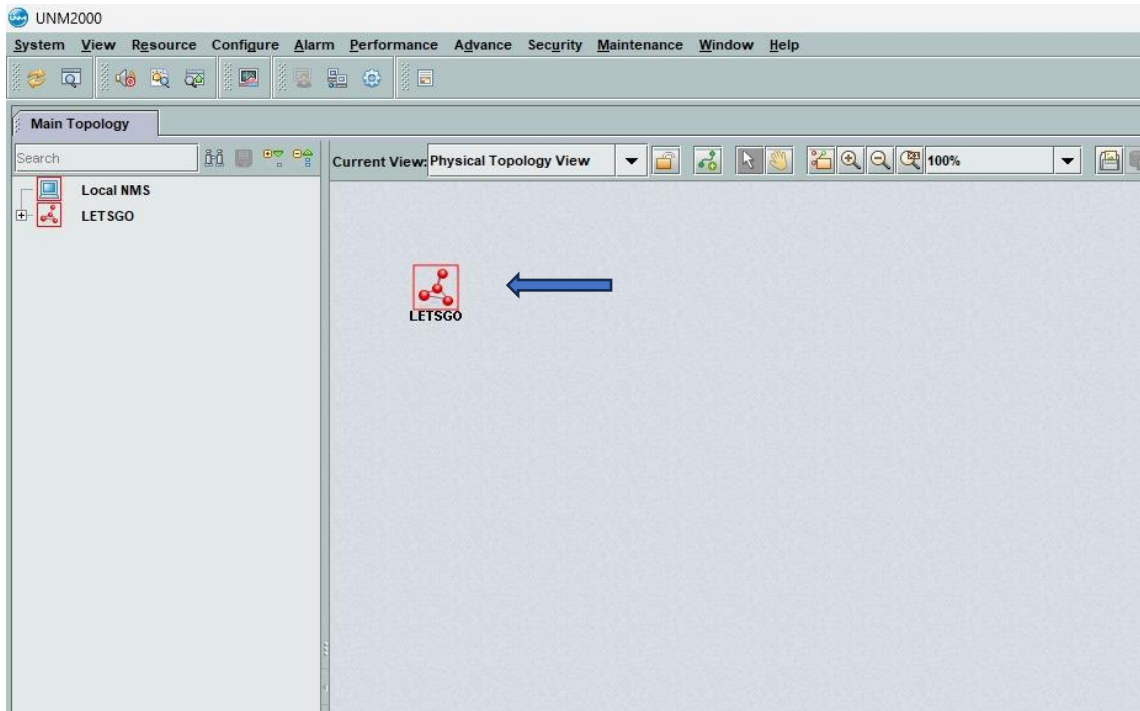 UNM2000
System View Resource Configure Alarm Performance Advance Security Maintenance Window Help
Main Topology
Search
Current View: Physical Topology View 100%
Local NMS
LETSGO
LETSGO